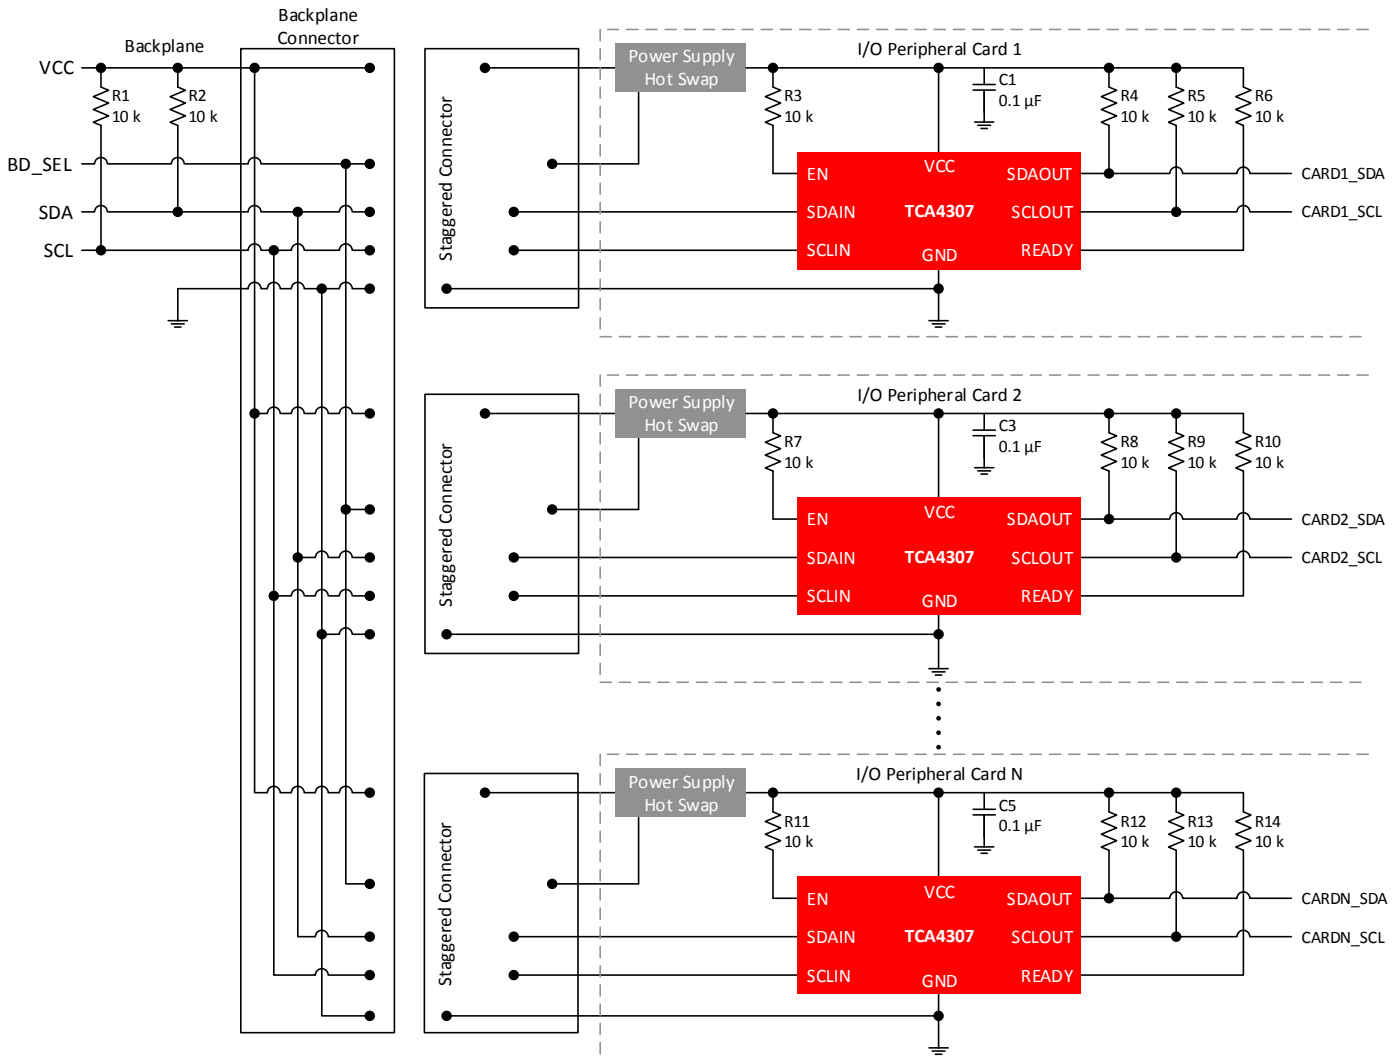 Backplane
Connector
Backplane
VCC
R1
10 k
R2
10 k
BD_SEL
SDA
SCL
Staggered Connector
Power Supply
Hot Swap
I/O Peripheral Card 1
R3
10 k
C1
0.1 µF
R4
10 k
R5
10 k
R6
10 k
EN
VCC
SDAOUT
CARD1_SDA
SDAIN
TCA4307
SCLOUT
CARD1_SCL
SCLIN
GND
READY
Staggered Connector
Power Supply
Hot Swap
I/O Peripheral Card 2
R7
10 k
C3
0.1 µF
R8
10 k
R9
10 k
R10
10 k
EN
VCC
SDAOUT
CARD2_SDA
SDAIN
TCA4307
SCLOUT
CARD2_SCL
SCLIN
GND
READY
Staggered Connector
Power Supply
Hot Swap
I/O Peripheral Card N
R11
10 k
C5
0.1 µF
R12
10 k
R13
10 k
R14
10 k
EN
VCC
SDAOUT
CARDN_SDA
SDAIN
TCA4307
SCLOUT
CARDN_SCL
SCLIN
GND
READY